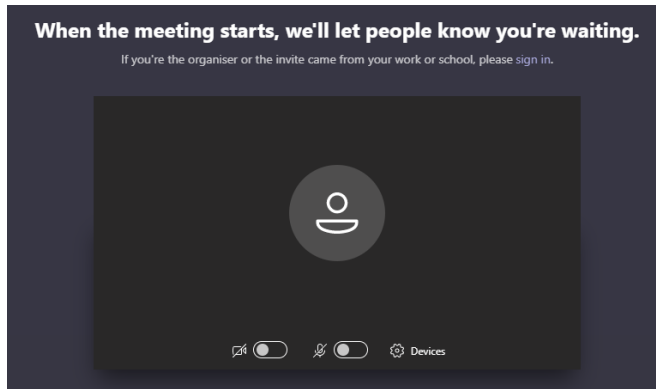 When the meeting starts, we'll let people know you're waiting.
If you're the organiser or the invite came from your work or school, please sign in.
Devices